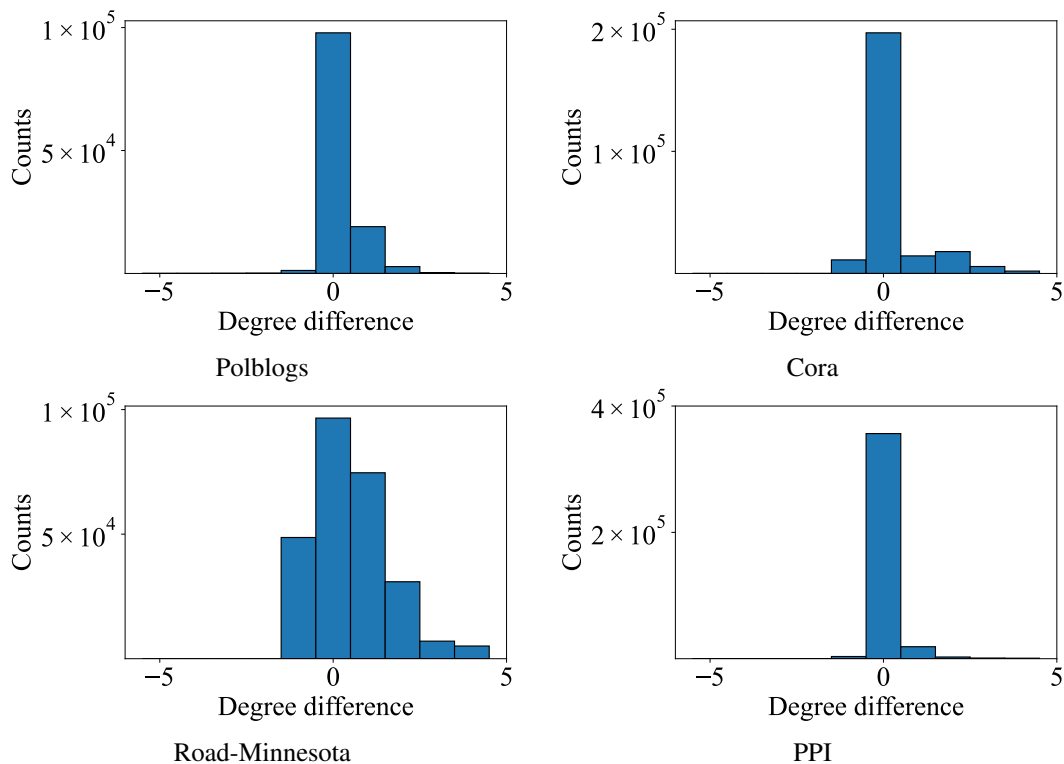 1 × 10^5
5 × 10^4
Counts
−5 0 5
Degree difference
Polblogs
2 × 10^5
1 × 10^5
Counts
−5 0 5
Degree difference
Cora
1 × 10^5
5 × 10^4
Counts
−5 0 5
Degree difference
Road-Minnesota
4 × 10^5
2 × 10^5
Counts
−5 0 5
Degree difference
PPI